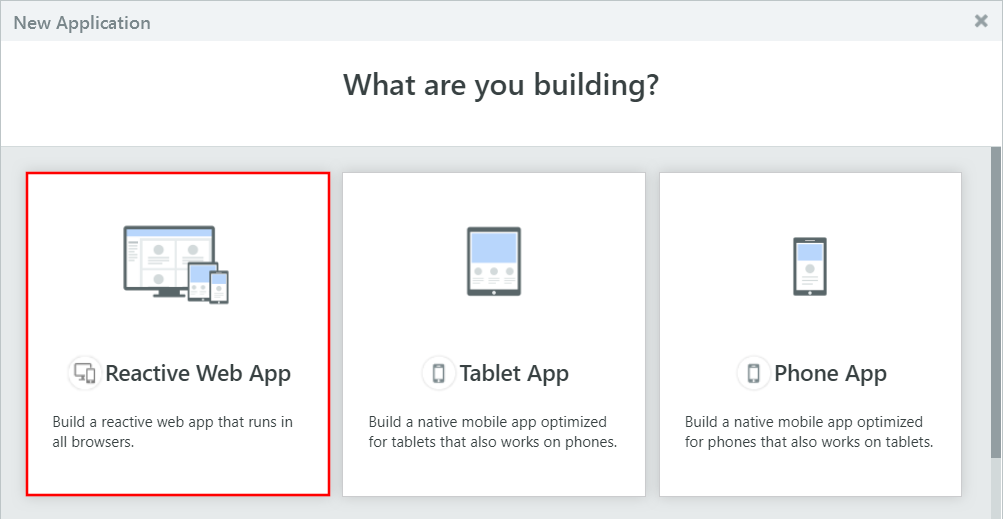 New Application
What are you building?
Reactive Web App
Build a reactive web app that runs in
all browsers.
Tablet App
Build a native mobile app optimized
for tablets that also works on phones.
Phone App
Build a native mobile app optimized
for phones that also works on tablets.